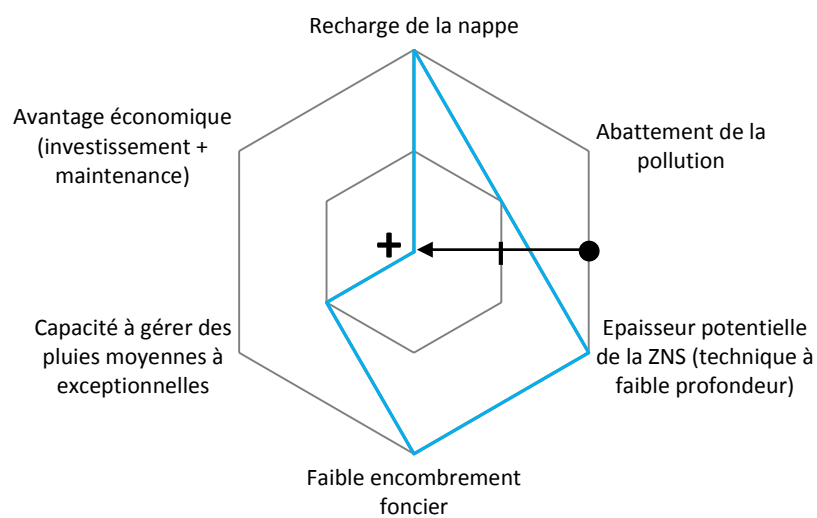 Recharge de la nappe
Avantage économique
(investissement +
maintenance)
Abattement de la
pollution
+
Capacité à gérer des
pluies moyennes à
exceptionnelles
Epaisseur potentielle
de la ZNS (technique à
faible profondeur)
Faible encombrement
foncier